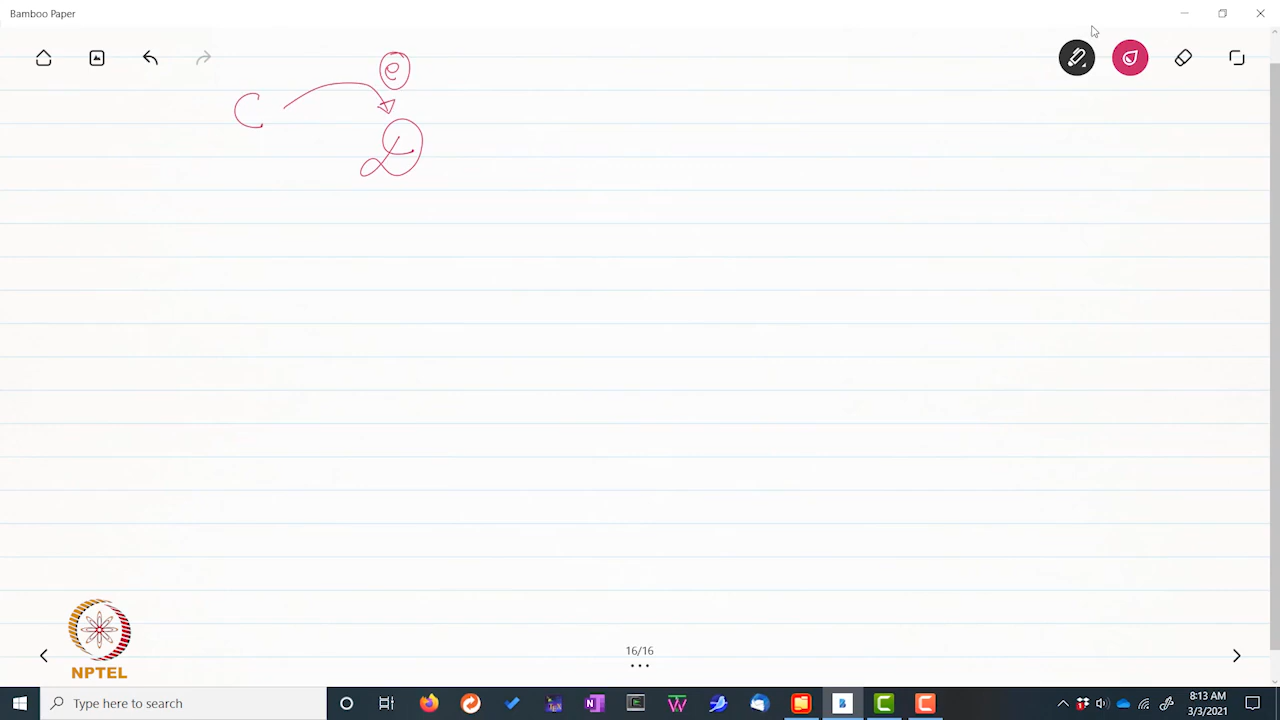 Bamboo Paper
e
C
16/16
NPTEL
Type here to search
8:13 AM
3/3/2021